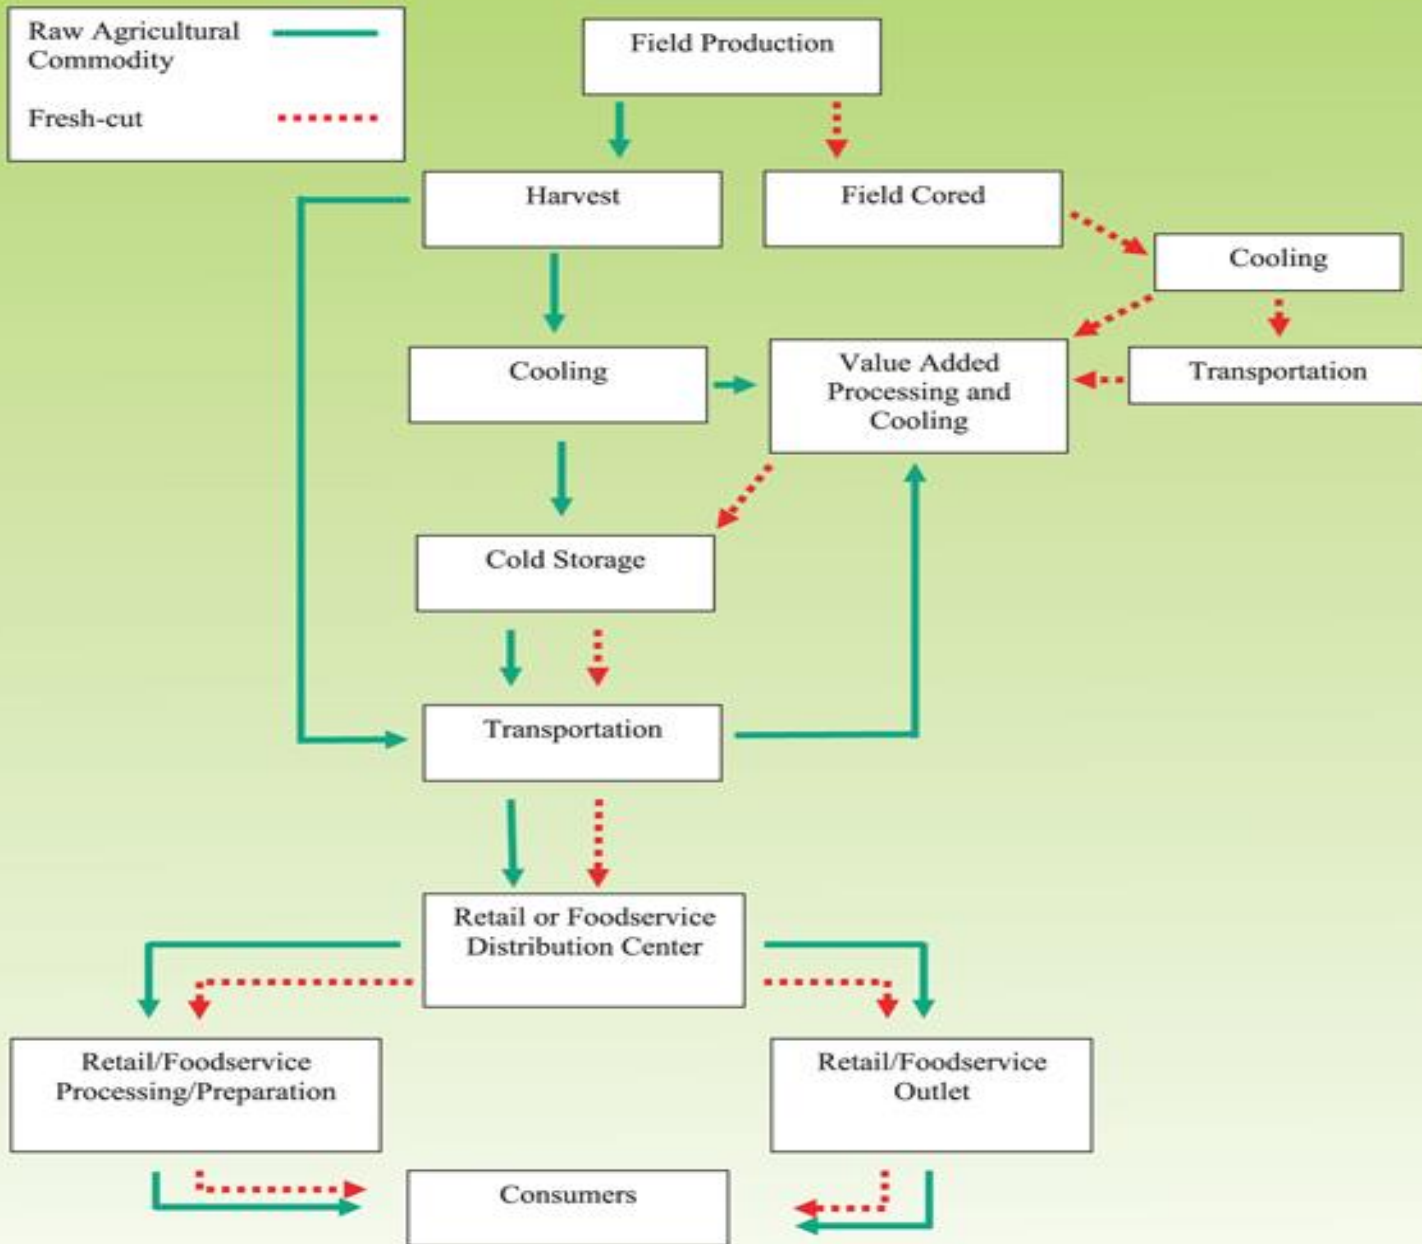 Raw Agricultural
Commodity
Fresh-cut
Field Production
Harvest
Field Cored
Cooling
Cooling
Value Added
Processing and
Cooling
Transportation
Cold Storage
Transportation
Retail or Foodservice
Distribution Center
Retail/Foodservice
Processing/Preparation
Retail/Foodservice
Outlet
Consumers